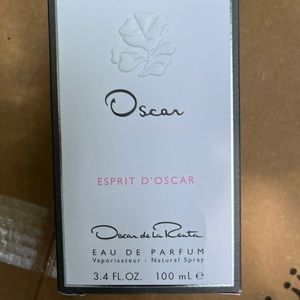 Oscar
ESPRIT D'OSCAR
Oscar de la Renta
EAU DE PARFUM
Vaporisateur - Natural Spray
3.4 FL.OZ. 100 mL e